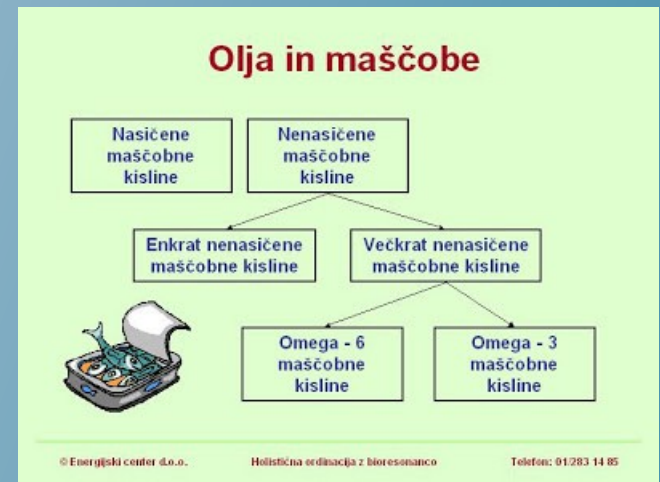 Olja in maščobe
Nasičene
maščobne
kisline
Nenasičene
maščobne
kisline
Enkrat nenasičene
maščobne kisline
Večkrat nenasičene
maščobne kisline
Omega - 6
maščobne
kisline
Omega - 3
maščobne
kisline
© Energijski center d.o.o.
Holistična ordinacija z bioresonanco
Telefon: 01/283 14 85